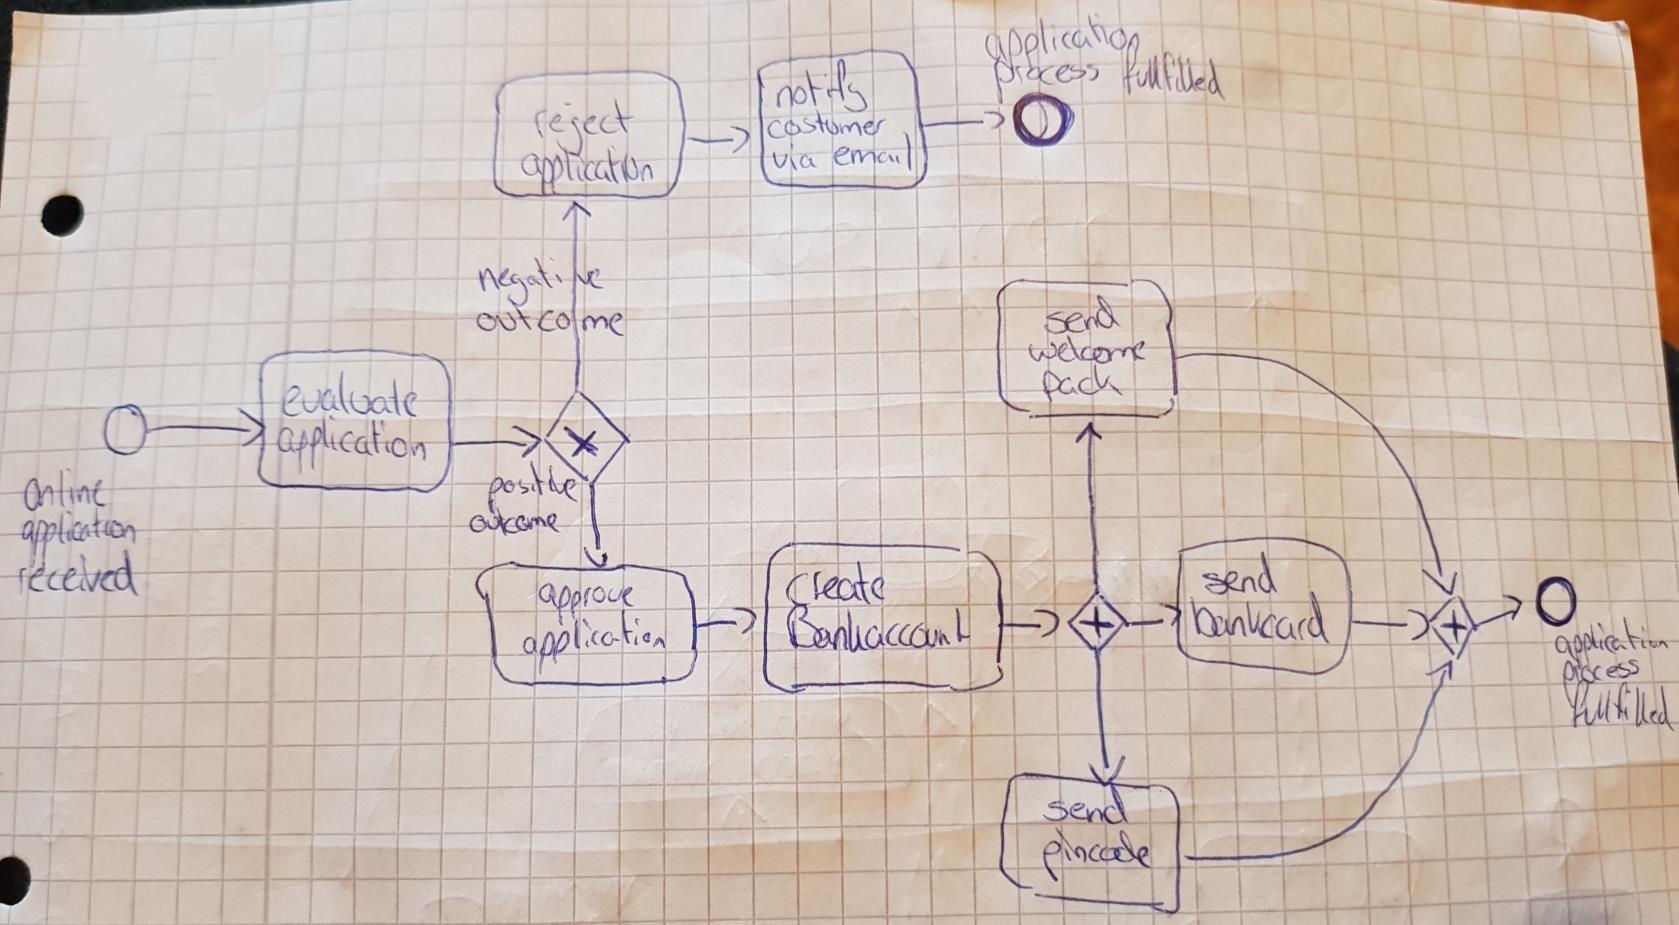 application
process fullfilled
notify
costumer
via email
reject
application
negative
outcome
send
welcome
pack
evaluate
application
online
application
received
positive
outcome
approve
application
create
Bankaccount
send
bankcard
application
process
fullfilled
send
pincode